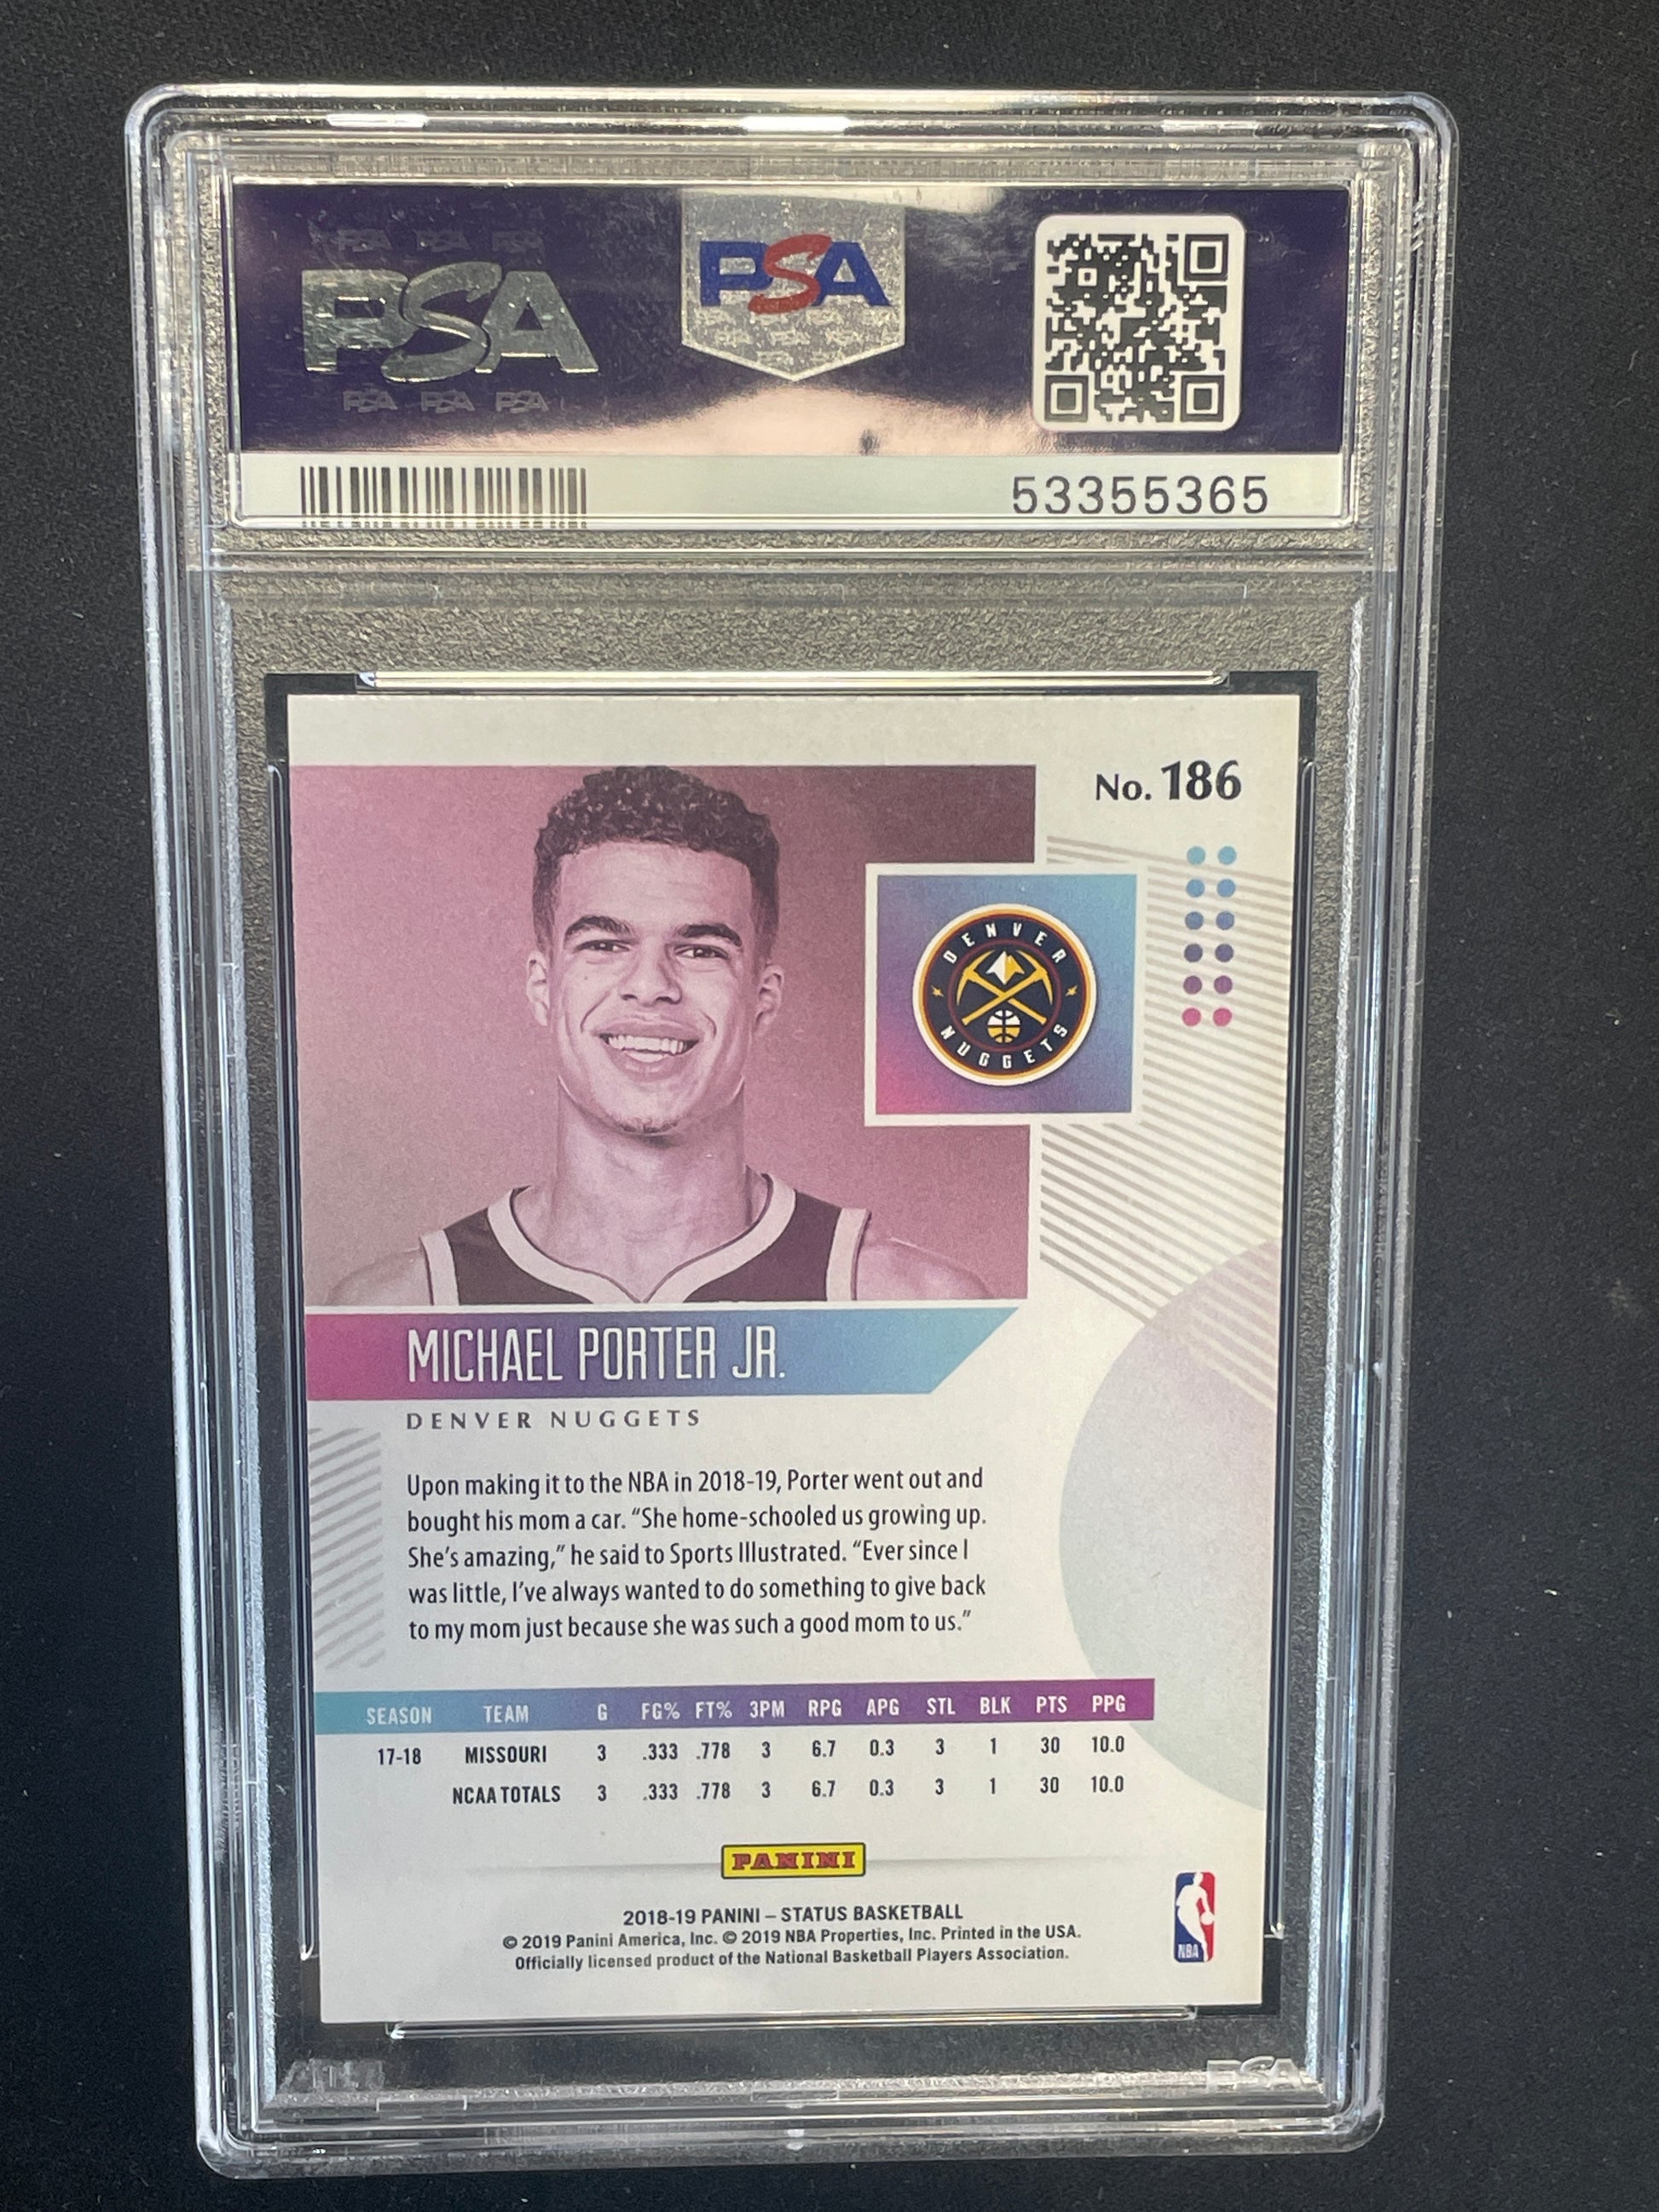 PSA PSA PSA
PSA
PSA PSA PSA
PSA
53355365
No. 186
DENVER
NUGGETS
MICHAEL PORTER JR.
DENVER NUGGETS
Upon making it to the NBA in 2018-19, Porter went out and
bought his mom a car. “She home-schooled us growing up.
She’s amazing,” he said to Sports Illustrated. “Ever since I
was little, I’ve always wanted to do something to give back
to my mom just because she was such a good mom to us.”
SEASON TEAM G FG% FT% 3PM RPG APG STL BLK PTS PPG
17-18 MISSOURI 3 .333 .778 3 6.7 0.3 3 1 30 10.0
NCAA TOTALS 3 .333 .778 3 6.7 0.3 3 1 30 10.0
PANINI
2018-19 PANINI – STATUS BASKETBALL
© 2019 Panini America, Inc. © 2019 NBA Properties, Inc. Printed in the USA.
Officially licensed product of the National Basketball Players Association.
NBA
PSA